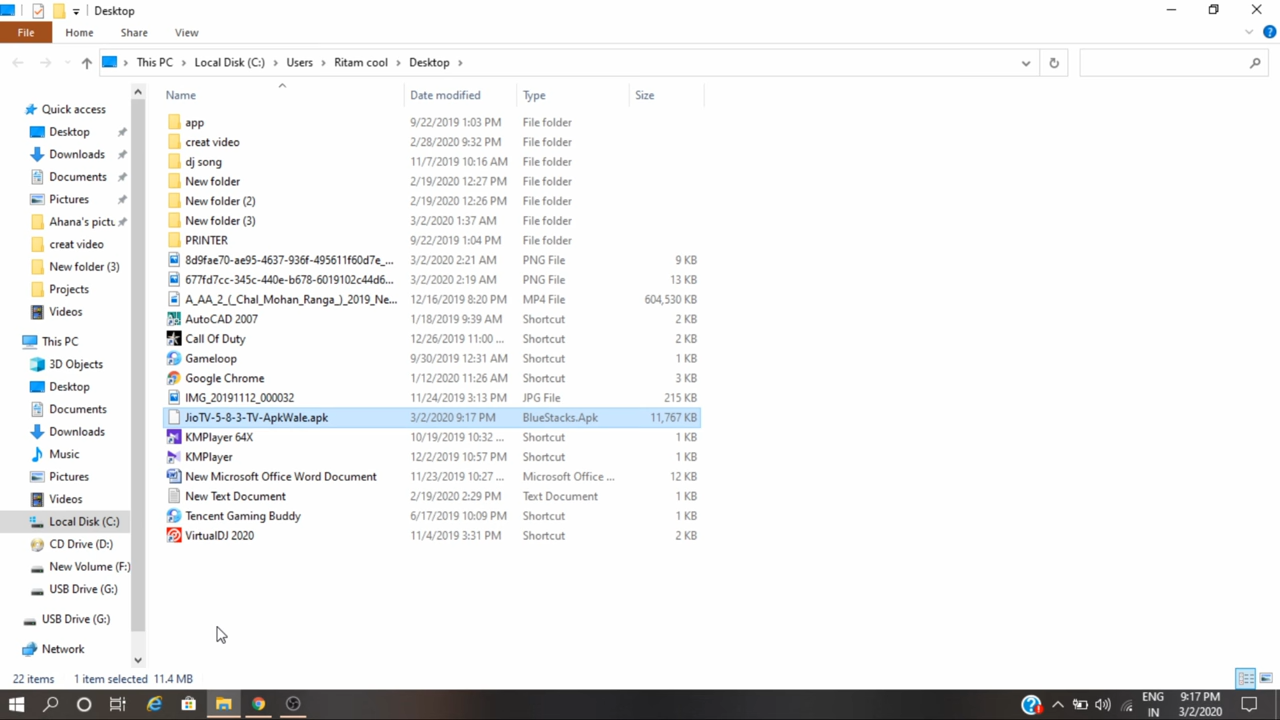 Desktop
File Home Share View
This PC Local Disk (C:) Users Ritam cool Desktop
Name Date modified Type Size
Quick access
Desktop
Downloads
Documents
Pictures
Ahana's pictu
creat video
New folder (3)
Projects
Videos
This PC
3D Objects
Desktop
Documents
Downloads
Music
Pictures
Videos
Local Disk (C:)
CD Drive (D:)
New Volume (F:)
USB Drive (G:)
USB Drive (G:)
Network
app 9/22/2019 1:03 PM File folder
creat video 2/28/2020 9:32 PM File folder
dj song 11/7/2019 10:16 AM File folder
New folder 2/19/2020 12:27 PM File folder
New folder (2) 2/19/2020 12:26 PM File folder
New folder (3) 3/2/2020 1:37 AM File folder
PRINTER 9/22/2019 1:04 PM File folder
8d9fae70-ae95-4637-936f-495611f60d7e_... 3/2/2020 2:21 AM PNG File 9 KB
677fd7cc-345c-440e-b678-6019102c44d6... 3/2/2020 2:19 AM PNG File 13 KB
A_AA_2_(_Chal_Mohan_Ranga_)_2019_Ne... 12/16/2019 8:20 PM MP4 File 604,530 KB
AutoCAD 2007 1/18/2019 9:39 AM Shortcut 2 KB
Call Of Duty 12/26/2019 11:00 ... Shortcut 2 KB
Gameloop 9/30/2019 12:31 AM Shortcut 1 KB
Google Chrome 1/12/2020 11:26 AM Shortcut 3 KB
IMG_20191112_000032 11/24/2019 3:13 PM JPG File 215 KB
JioTV-5-8-3-TV-ApkWale.apk 3/2/2020 9:17 PM BlueStacks.Apk 11,767 KB
KMPlayer 64X 10/19/2019 10:32 ... Shortcut 1 KB
KMPlayer 12/2/2019 10:57 PM Shortcut 1 KB
New Microsoft Office Word Document 11/23/2019 10:27 ... Microsoft Office ... 12 KB
New Text Document 2/19/2020 2:29 PM Text Document 1 KB
Tencent Gaming Buddy 6/17/2019 10:09 PM Shortcut 1 KB
VirtualDJ 2020 11/4/2019 3:31 PM Shortcut 2 KB
22 items 1 item selected 11.4 MB
ENG 9:17 PM
IN 3/2/2020